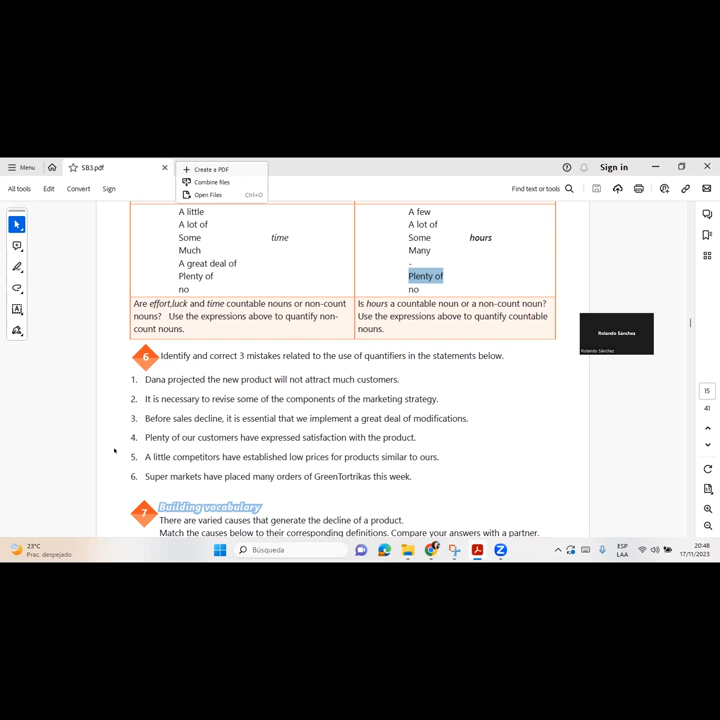 Menu
SB3.pdf
Create a PDF
Sign in
All tools
Edit
Convert
Sign
Combine files
Open Files
Ctrl+O
Find text or tools
A little
A lot of
Some
time
Much
A great deal of
Plenty of
no
A few
A lot of
Some
hours
Many
-
Plenty of
no
Are effort,luck and time countable nouns or non-count
nouns? Use the expressions above to quantify non-
count nouns.
Is hours a countable noun or a non-count noun?
Use the expressions above to quantify countable
nouns.
Rolando Sánchez
Rolando Sánchez
6 Identify and correct 3 mistakes related to the use of quantifiers in the statements below.
1. Dana projected the new product will not attract much customers.
2. It is necessary to revise some of the components of the marketing strategy.
3. Before sales decline, it is essential that we implement a great deal of modifications.
4. Plenty of our customers have expressed satisfaction with the product.
5. A little competitors have established low prices for products similar to ours.
6. Super markets have placed many orders of GreenTortrikas this week.
15
41
7 Building vocabulary
There are varied causes that generate the decline of a product.
Match the causes below to their corresponding definitions. Compare your answers with a partner.
23°C
Prac. despejado
Búsqueda
ESP
LAA
20:48
17/11/2023